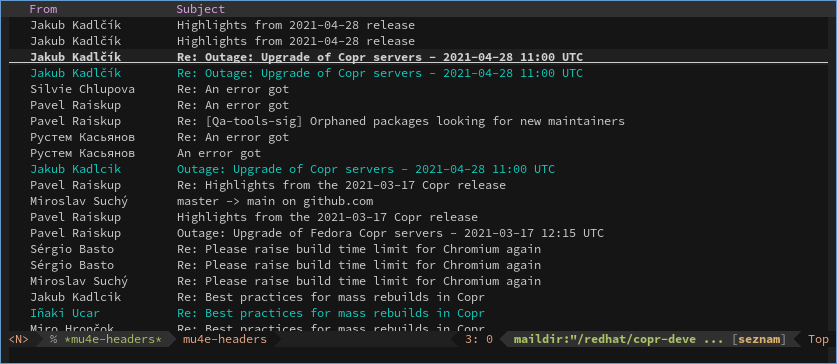 From Subject
Jakub Kadlčík Highlights from 2021-04-28 release
Jakub Kadlčík Highlights from 2021-04-28 release
Jakub Kadlčík Re: Outage: Upgrade of Copr servers - 2021-04-28 11:00 UTC
Jakub Kadlčík Re: Outage: Upgrade of Copr servers - 2021-04-28 11:00 UTC
Silvie Chlupova Re: An error got
Pavel Raiskup Re: An error got
Pavel Raiskup Re: [Qa-tools-sig] Orphaned packages looking for new maintainers
Рустем Касьянов Re: An error got
Рустем Касьянов An error got
Jakub Kadlcik Outage: Upgrade of Copr servers - 2021-04-28 11:00 UTC
Pavel Raiskup Re: Highlights from the 2021-03-17 Copr release
Miroslav Suchý master -> main on github.com
Pavel Raiskup Highlights from the 2021-03-17 Copr release
Pavel Raiskup Outage: Upgrade of Fedora Copr servers - 2021-03-17 12:15 UTC
Sérgio Basto Re: Please raise build time limit for Chromium again
Sérgio Basto Re: Please raise build time limit for Chromium again
Miroslav Suchý Re: Please raise build time limit for Chromium again
Jakub Kadlcik Re: Best practices for mass rebuilds in Copr
Iñaki Ucar Re: Best practices for mass rebuilds in Copr
Miro Hrončok Re: Best practices for mass rebuilds in Copr
<N> % *mu4e-headers* mu4e-headers 3: 0 maildir:"/redhat/copr-deve ... [seznam] Top